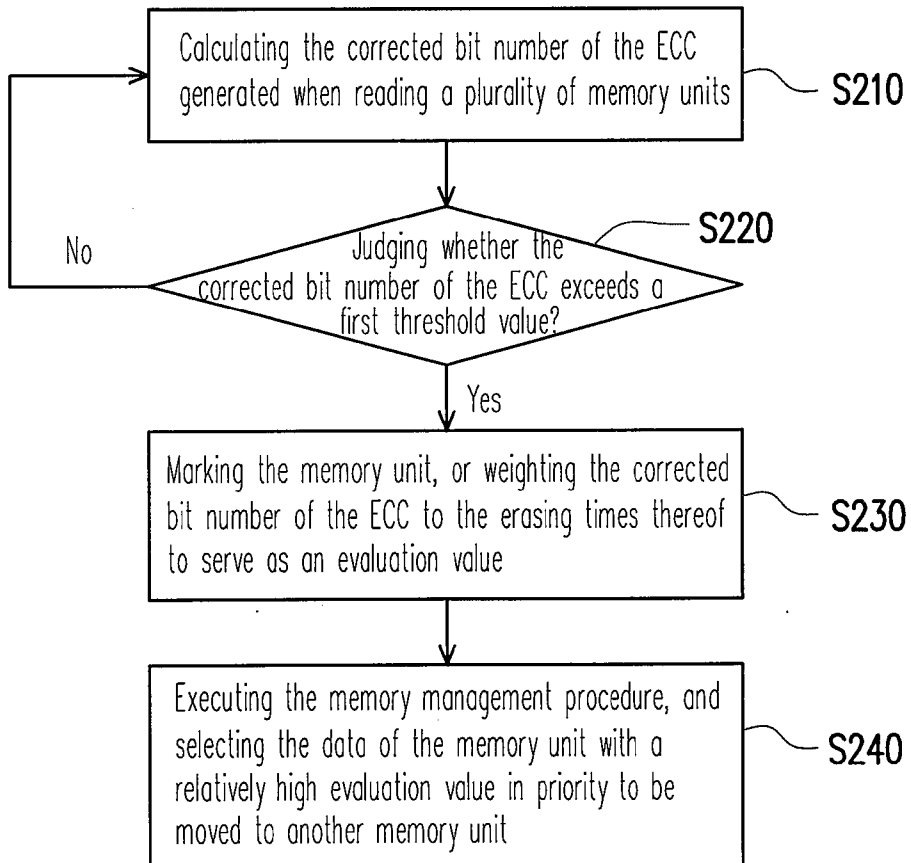 Calculating the corrected bit number of the ECC
generated when reading a plurality of memory units
S210
S220
Judging whether the
corrected bit number of the ECC exceeds a
first threshold value?
No
Yes
Marking the memory unit, or weighting the corrected
bit number of the ECC to the erasing times thereof
to serve as an evaluation value
S230
Executing the memory management procedure, and
selecting the data of the memory unit with a
relatively high evaluation value in priority to be
moved to another memory unit
S240